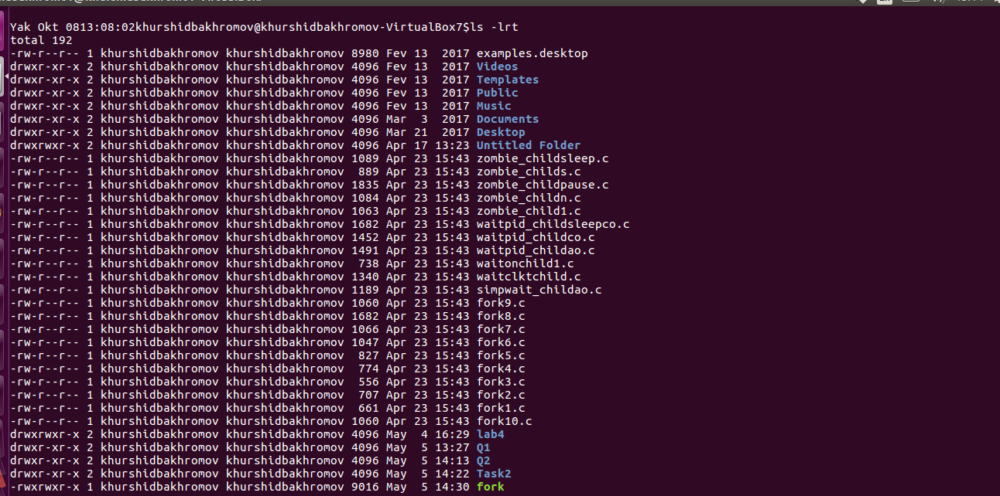 Yak Okt 0813:08:02khurshidbakhromov@khurshidbakhromov-VirtualBox7$ls -lrt
total 192
-rw-r--r-- 1 khurshidbakhromov khurshidbakhromov 8980 Fev 13  2017 examples.desktop
drwxr-xr-x 2 khurshidbakhromov khurshidbakhromov 4096 Fev 13  2017 Videos
drwxr-xr-x 2 khurshidbakhromov khurshidbakhromov 4096 Fev 13  2017 Templates
drwxr-xr-x 2 khurshidbakhromov khurshidbakhromov 4096 Fev 13  2017 Public
drwxr-xr-x 2 khurshidbakhromov khurshidbakhromov 4096 Fev 13  2017 Music
drwxr-xr-x 2 khurshidbakhromov khurshidbakhromov 4096 Mar  3  2017 Documents
drwxr-xr-x 2 khurshidbakhromov khurshidbakhromov 4096 Mar 21  2017 Desktop
drwxrwxr-x 2 khurshidbakhromov khurshidbakhromov 4096 Apr 17 13:23 Untitled Folder
-rw-r--r-- 1 khurshidbakhromov khurshidbakhromov 1089 Apr 23 15:43 zombie_childsleep.c
-rw-r--r-- 1 khurshidbakhromov khurshidbakhromov  889 Apr 23 15:43 zombie_childs.c
-rw-r--r-- 1 khurshidbakhromov khurshidbakhromov 1835 Apr 23 15:43 zombie_childpause.c
-rw-r--r-- 1 khurshidbakhromov khurshidbakhromov 1084 Apr 23 15:43 zombie_childn.c
-rw-r--r-- 1 khurshidbakhromov khurshidbakhromov 1063 Apr 23 15:43 zombie_child1.c
-rw-r--r-- 1 khurshidbakhromov khurshidbakhromov 1682 Apr 23 15:43 waitpid_childsleepco.c
-rw-r--r-- 1 khurshidbakhromov khurshidbakhromov 1452 Apr 23 15:43 waitpid_childco.c
-rw-r--r-- 1 khurshidbakhromov khurshidbakhromov 1491 Apr 23 15:43 waitpid_childao.c
-rw-r--r-- 1 khurshidbakhromov khurshidbakhromov  738 Apr 23 15:43 waitonchild1.c
-rw-r--r-- 1 khurshidbakhromov khurshidbakhromov 1340 Apr 23 15:43 waitclktchild.c
-rw-r--r-- 1 khurshidbakhromov khurshidbakhromov 1189 Apr 23 15:43 simpwait_childao.c
-rw-r--r-- 1 khurshidbakhromov khurshidbakhromov 1060 Apr 23 15:43 fork9.c
-rw-r--r-- 1 khurshidbakhromov khurshidbakhromov 1682 Apr 23 15:43 fork8.c
-rw-r--r-- 1 khurshidbakhromov khurshidbakhromov 1066 Apr 23 15:43 fork7.c
-rw-r--r-- 1 khurshidbakhromov khurshidbakhromov 1047 Apr 23 15:43 fork6.c
-rw-r--r-- 1 khurshidbakhromov khurshidbakhromov  827 Apr 23 15:43 fork5.c
-rw-r--r-- 1 khurshidbakhromov khurshidbakhromov  774 Apr 23 15:43 fork4.c
-rw-r--r-- 1 khurshidbakhromov khurshidbakhromov  556 Apr 23 15:43 fork3.c
-rw-r--r-- 1 khurshidbakhromov khurshidbakhromov  707 Apr 23 15:43 fork2.c
-rw-r--r-- 1 khurshidbakhromov khurshidbakhromov  661 Apr 23 15:43 fork1.c
-rw-r--r-- 1 khurshidbakhromov khurshidbakhromov 1060 Apr 23 15:43 fork10.c
drwxrwxr-x 2 khurshidbakhromov khurshidbakhromov 4096 May  4 16:29 lab4
drwxr-xr-x 2 khurshidbakhromov khurshidbakhromov 4096 May  5 13:27 Q1
drwxr-xr-x 2 khurshidbakhromov khurshidbakhromov 4096 May  5 14:13 Q2
drwxr-xr-x 2 khurshidbakhromov khurshidbakhromov 4096 May  5 14:22 Task2
-rwxrwxr-x 1 khurshidbakhromov khurshidbakhromov 9016 May  5 14:30 fork